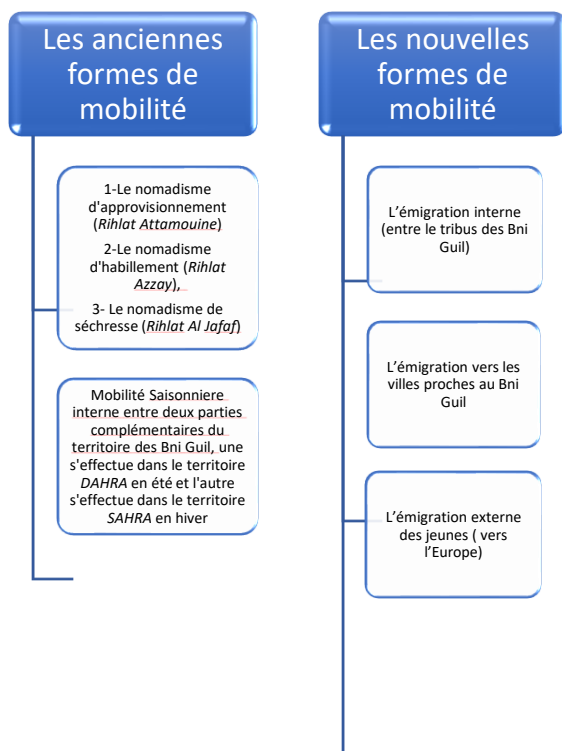 Les anciennes
formes de
mobilité
1-Le nomadisme
d'approvisionnement
(Rihlat Attamouine)
2-Le nomadisme
d'habillement (Rihlat
Azzay),
3- Le nomadisme de
séchresse (Rihlat Al Jafaf)
Mobilité Saisonniere
interne entre deux parties
complémentaires du
territoire des Bni Guil, une
s'effectue dans le territoire
DAHRA en été et l'autre
s'effectue dans le territoire
SAHRA en hiver
Les nouvelles
formes de
mobilité
L'émigration interne
(entre le tribus des Bni
Guil)
L'émigration vers les
villes proches au Bni
Guil
L'émigration externe
des jeunes ( vers
l'Europe)